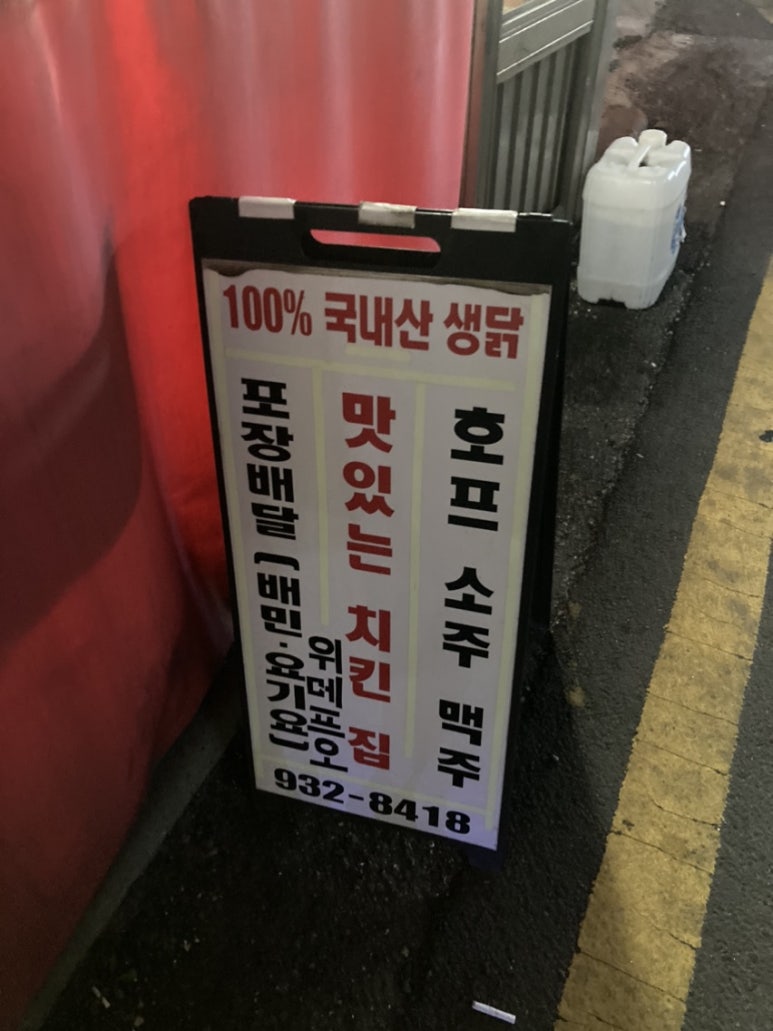 100% 국내산 생닭
호프 소주 맥주
맛있는 치킨 집
포장배달 (배민·요기요)
위메프오
932-8418